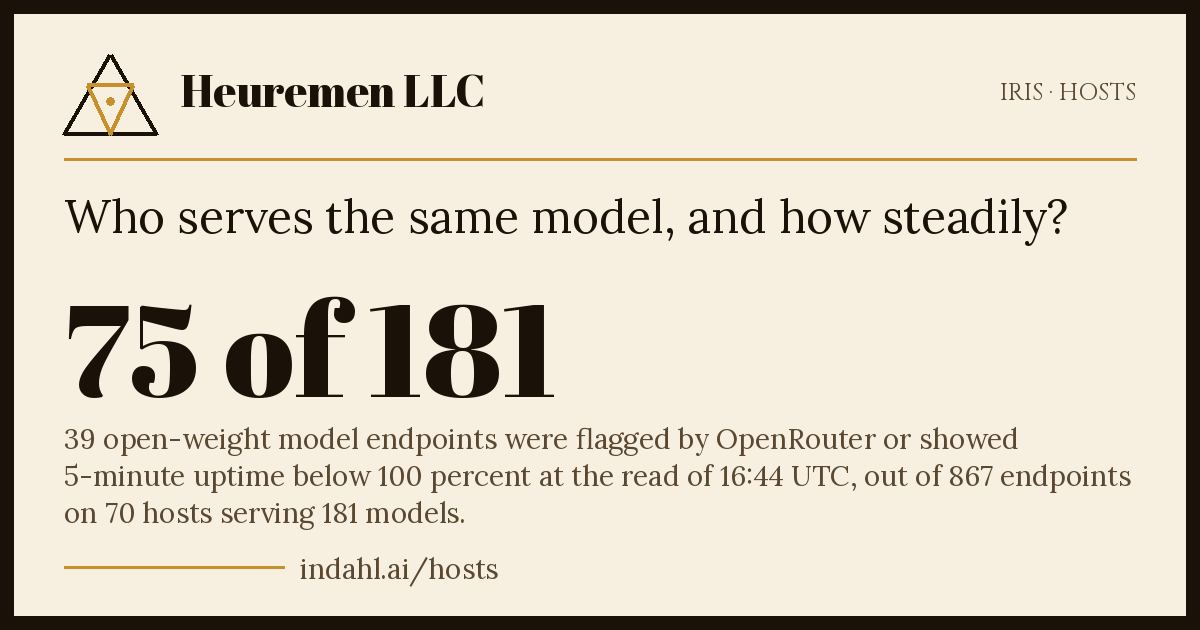 Heuremen LLC
IRIS · HOSTS
Who serves the same model, and how steadily?
75 of 181
39 open-weight model endpoints were flagged by OpenRouter or showed
5-minute uptime below 100 percent at the read of 16:44 UTC, out of 867 endpoints
on 70 hosts serving 181 models.
indahl.ai/hosts